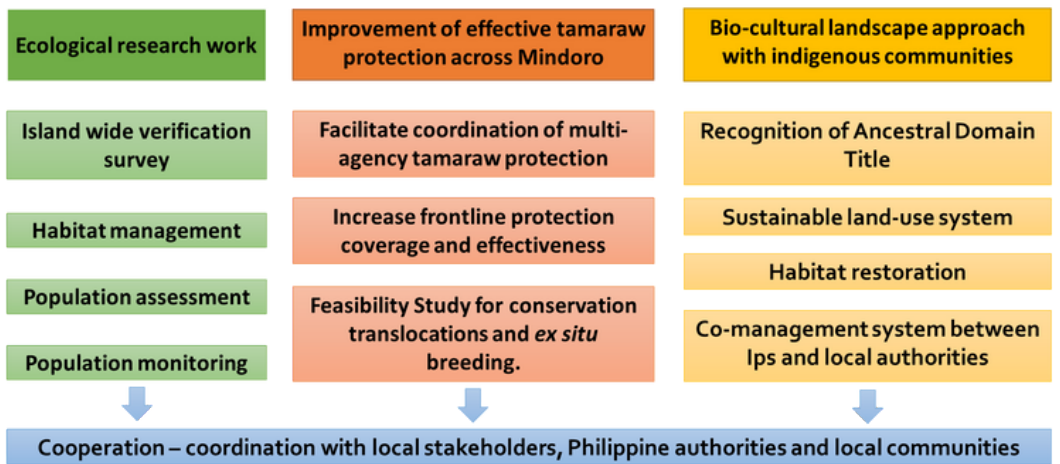 Ecological research work
Island wide verification
survey
Habitat management
Population assessment
Population monitoring
Improvement of effective tamaraw
protection across Mindoro
Facilitate coordination of multi-
agency tamaraw protection
Increase frontline protection
coverage and effectiveness
Feasibility Study for conservation
translocations and ex situ
breeding.
Bio-cultural landscape approach
with indigenous communities
Recognition of Ancestral Domain
Title
Sustainable land-use system
Habitat restoration
Co-management system between
Ips and local authorities
Cooperation – coordination with local stakeholders, Philippine authorities and local communities